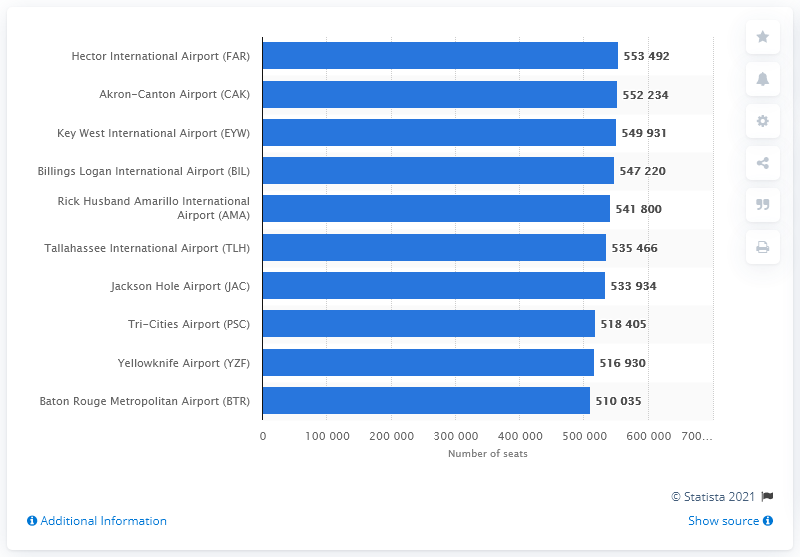 Hector International Airport (FAR)
553 492
Akron-Canton Airport (CAK)
552 234
Key West International Airport (EYW)
549 931
Billings Logan International Airport (BIL)
547 220
Rick Husband Amarillo International
Airport (AMA)
541 800
Tallahassee International Airport (TLH)
535 466
Jackson Hole Airport (JAC)
533 934
Tri-Cities Airport (PSC)
518 405
Yellowknife Airport (YZF)
516 930
Baton Rouge Metropolitan Airport (BTR)
510 035
0 100 000 200 000 300 000 400 000 500 000 600 000 700...
Number of seats
© Statista 2021
Additional Information
Show source